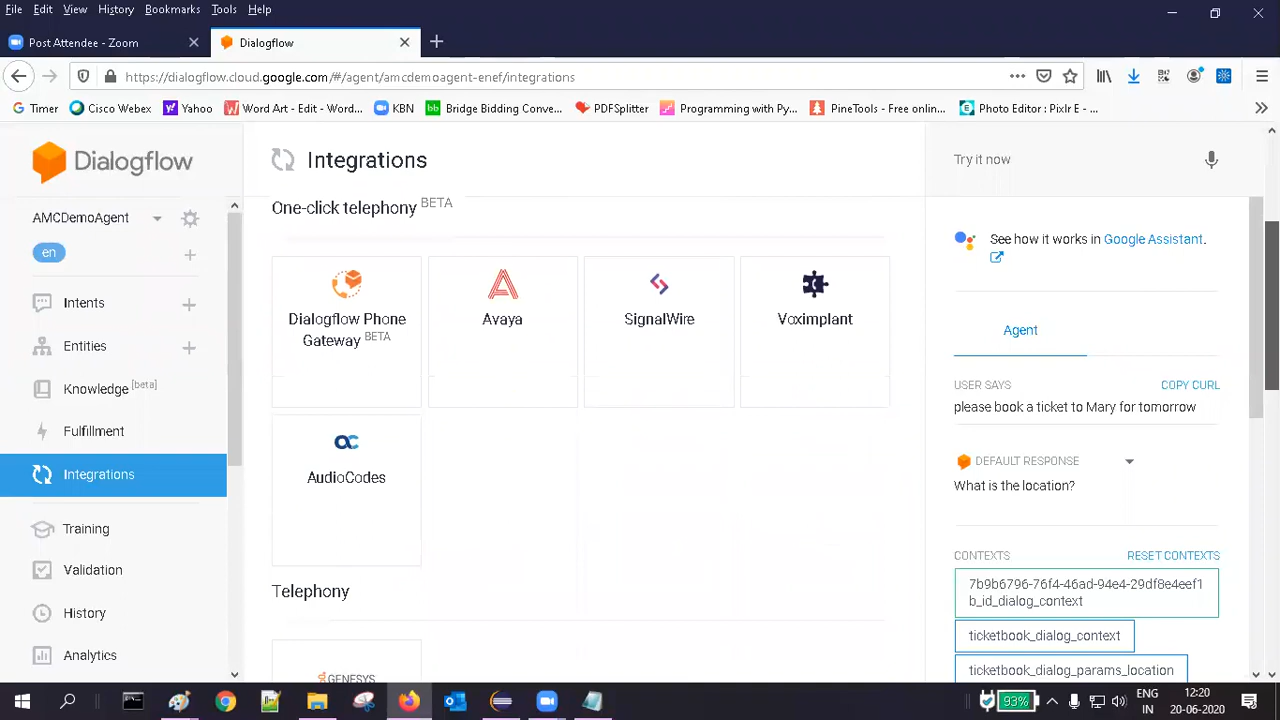 File Edit View History Bookmarks Tools Help
Post Attendee - Zoom
Dialogflow
https://dialogflow.cloud.google.com/#/agent/amcdemoagent-enef/integrations
Timer Cisco Webex Yahoo Word Art - Edit - Word... KBN Bridge Bidding Conve... PDFSplitter Programming with Py... PineTools - Free onlin... Photo Editor : Pixlr E - ...
Dialogflow
AMCDemoAgent
en
Intents
Entities
Knowledge [beta]
Fulfillment
Integrations
Training
Validation
History
Analytics
Integrations
One-click telephony BETA
Dialogflow Phone
Gateway BETA
Avaya
SignalWire
Voximplant
AudioCodes
Telephony
GENESYS
Try it now
See how it works in Google Assistant.
Agent
USER SAYS COPY CURL
please book a ticket to Mary for tomorrow
DEFAULT RESPONSE
What is the location?
CONTEXTS RESET CONTEXTS
7b9b6796-76f4-46ad-94e4-29df8e4eef1
b_id_dialog_context
ticketbook_dialog_context
ticketbook_dialog_params_location
93%
ENG
IN
12:20
20-06-2020